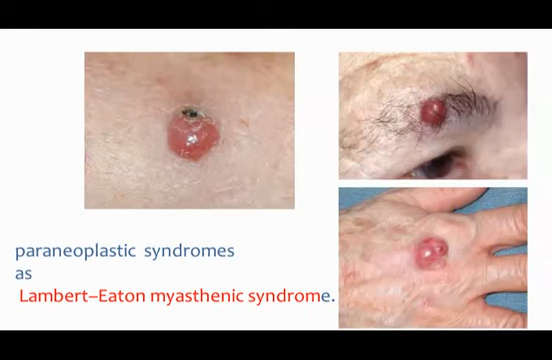 paraneoplastic syndromes
as
Lambert–Eaton myasthenic syndrome.